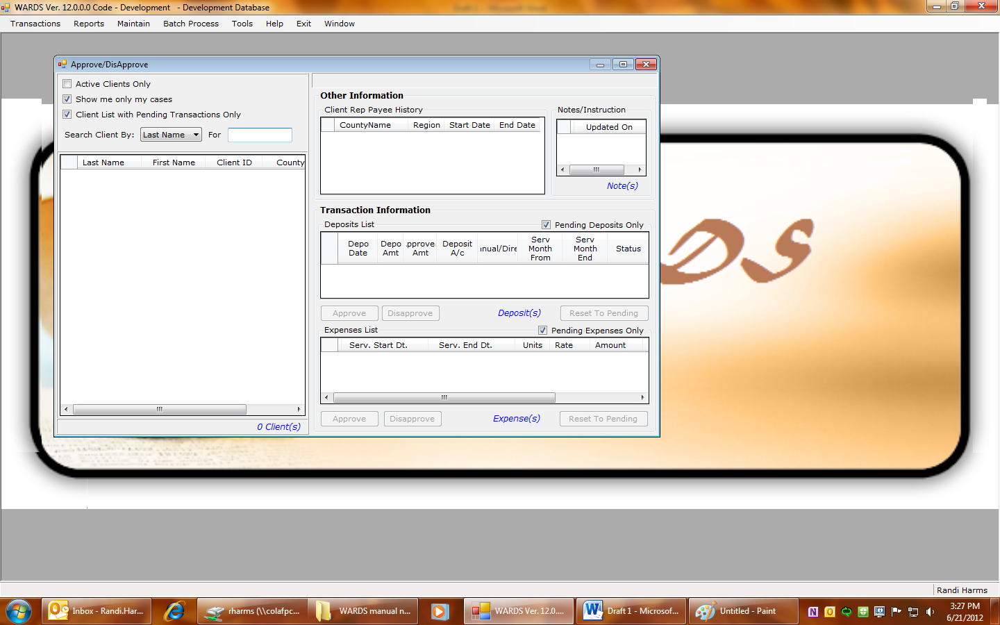 WARDS Ver. 12.0.0.0 Code - Development - Development Database
Transactions Reports Maintain Batch Process Tools Help Exit Window
Approve/DisApprove
Active Clients Only
Show me only my cases
Client List with Pending Transactions Only
Search Client By: Last Name For
Last Name First Name Client ID County
0 Client(s)
Other Information
Client Rep Payee History
CountyName Region Start Date End Date
Notes/Instruction
Updated On
Note(s)
Transaction Information
Deposits List
Pending Deposits Only
Depo Date
Depo Amt
pprove Amt
Deposit A/c
nual/Dire
Serv Month From
Serv Month End
Status
Approve Disapprove Deposit(s) Reset To Pending
Expenses List
Pending Expenses Only
Serv. Start Dt. Serv. End Dt. Units Rate Amount
Approve Disapprove Expense(s) Reset To Pending
DS
Randi Harms
Inbox - Randi.Har...
rharms (\\colafpc...
WARDS manual n...
WARDS Ver. 12.0....
Draft 1 - Microsof...
Untitled - Paint
3:27 PM
6/21/2012